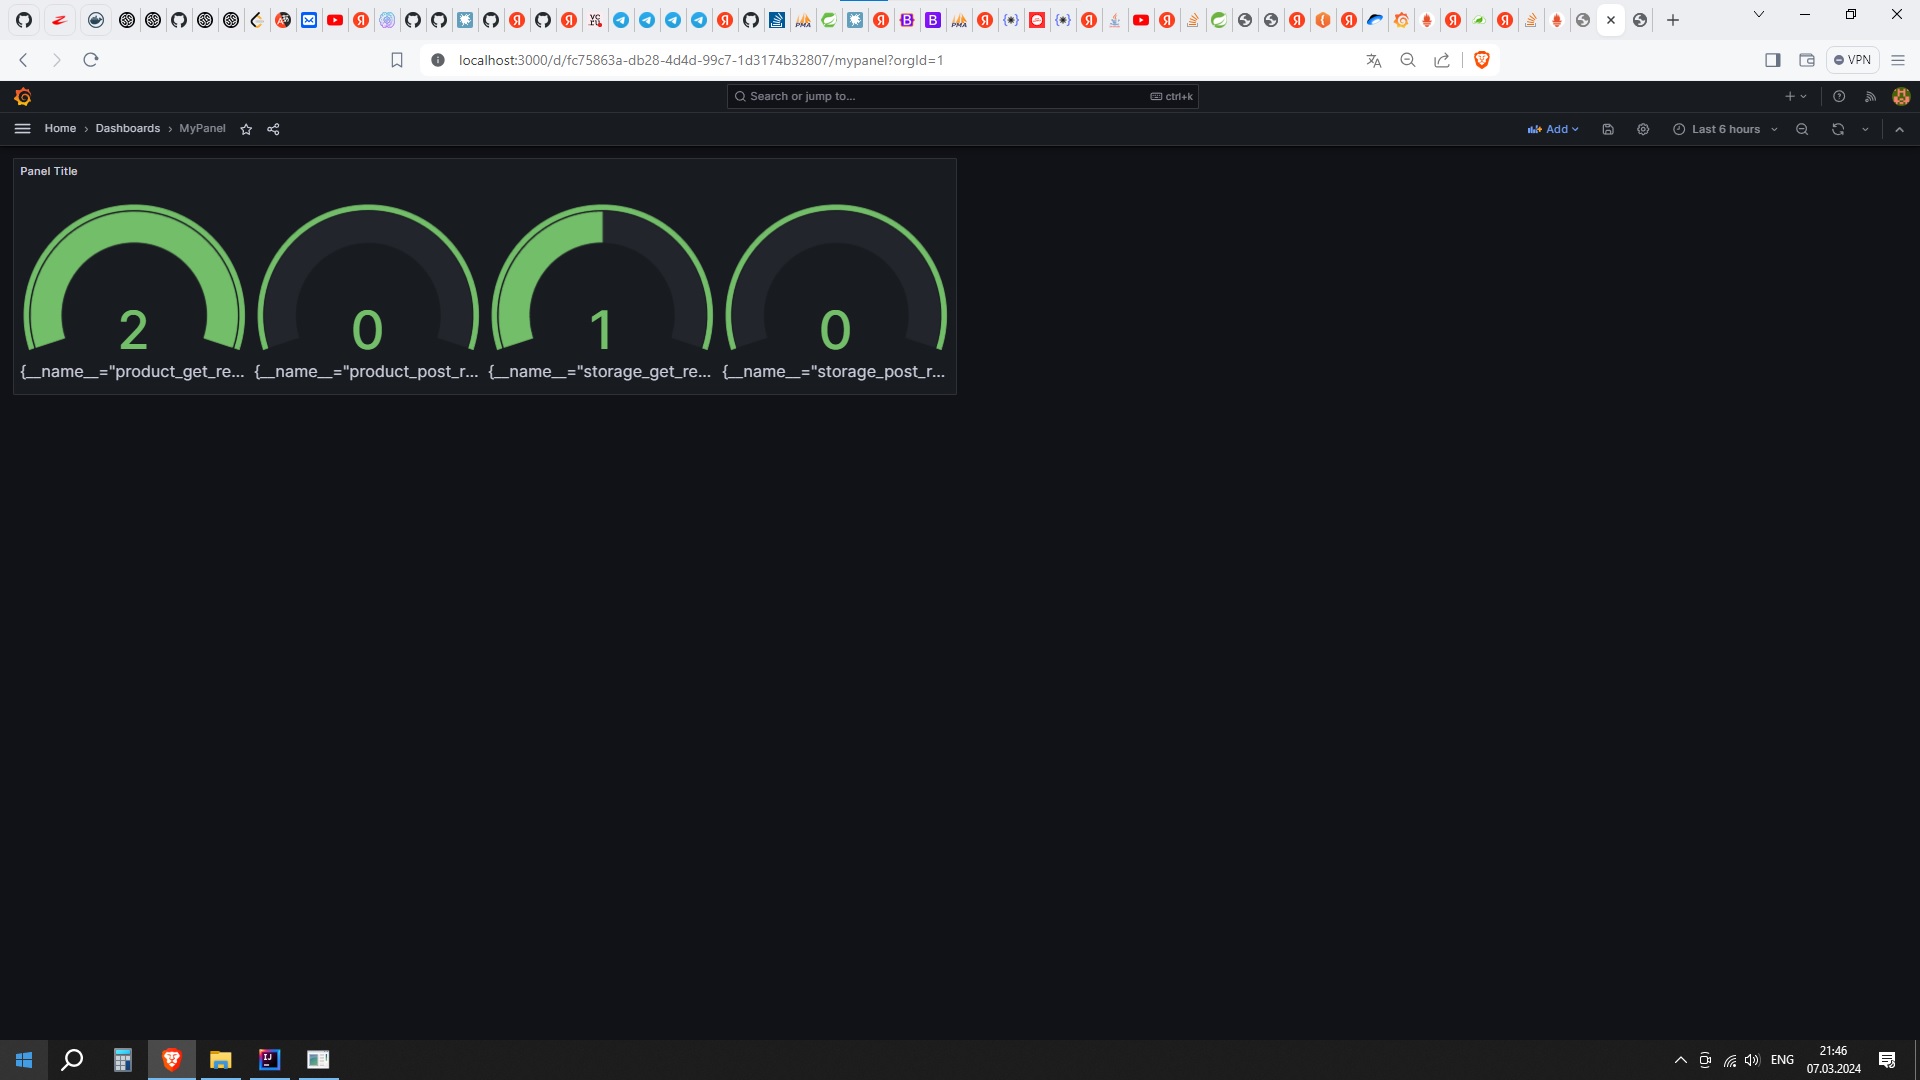 localhost:3000/d/fc75863a-db28-4d4d-99c7-1d3174b32807/mypanel?orgId=1
VPN
Search or jump to...
ctrl+k
Home › Dashboards › MyPanel
Add
Last 6 hours
Panel Title
2
0
1
0
{__name__="product_get_re...
{__name__="product_post_r...
{__name__="storage_get_re...
{__name__="storage_post_r...
ENG
21:46
07.03.2024